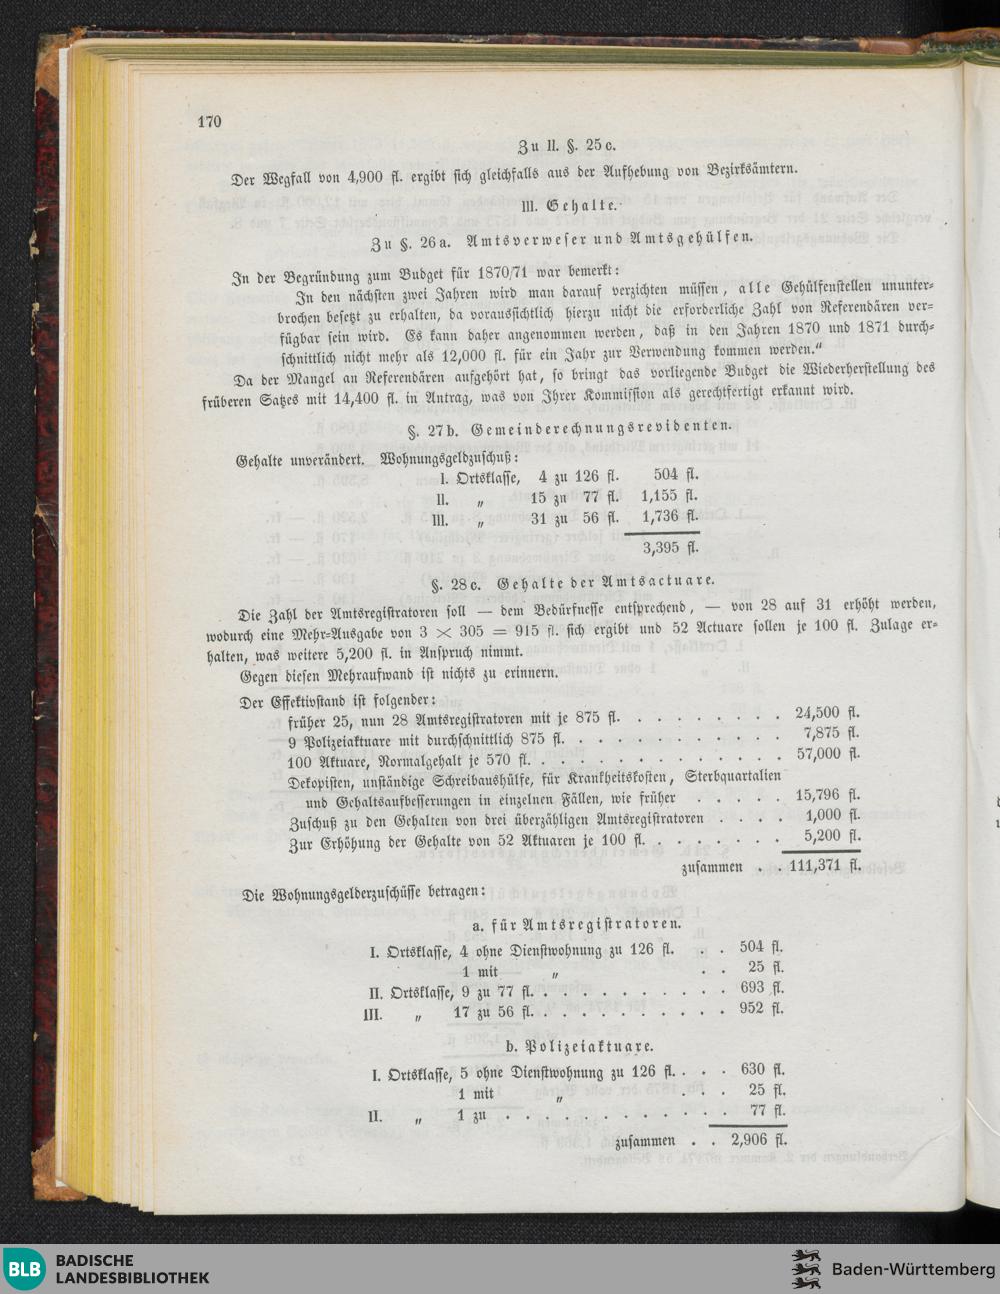 170
Zu II. §. 25c.
Der Wegfall von 4,900 fl. ergibt sich gleichfalls aus der Aufhebung von Bezirksämtern.
III. Gehalte.
Zu §. 26a. Amtsverweser und Amtsgehülfen.
In der Begründung zum Budget für 1870/71 war bemerkt:
In den nächsten zwei Jahren wird man darauf verzichten müssen, alle Gehülfenstellen ununter-
brochen besetzt zu erhalten, da voraussichtlich hierzu nicht die erforderliche Zahl von Referendären ver-
fügbar sein wird. Es kann daher angenommen werden, daß in den Jahren 1870 und 1871 durch-
schnittlich nicht mehr als 12,000 fl. für ein Jahr zur Verwendung kommen werden."
Da der Mangel an Referendären aufgehört hat, so bringt das vorliegende Budget die Wiederherstellung des
früheren Satzes mit 14,400 fl. in Antrag, was von Ihrer Kommission als gerechtfertigt erkannt wird.
§. 27b. Gemeinderechnungsrevidenten.
Gehalte unverändert. Wohnungsgeldzuschuß:
I. Ortsklasse, 4 zu 126 fl. 504 fl.
II. „ 15 zu 77 fl. 1,155 fl.
III. „ 31 zu 56 fl. 1,736 fl.
3,395 fl.
§. 28c. Gehalte der Amtsactuare.
Die Zahl der Amtsregistratoren soll — dem Bedürfnesse entsprechend, — von 28 auf 31 erhöht werden,
wodurch eine Mehr-Ausgabe von 3 × 305 = 915 fl. sich ergibt und 52 Actuare sollen je 100 fl. Zulage er-
halten, was weitere 5,200 fl. in Anspruch nimmt.
Gegen diesen Mehraufwand ist nichts zu erinnern.
Der Effektivstand ist folgender:
früher 25, nun 28 Amtsregistratoren mit je 875 fl. . . . . . . . . 24,500 fl.
9 Polizeiaktuare mit durchschnittlich 875 fl. . . . . . . . . . . . 7,875 fl.
100 Aktuare, Normalgehalt je 570 fl. . . . . . . . . . . . . . 57,000 fl.
Dekopisten, unständige Schreibaushülfe, für Krankheitskosten, Sterbquartalien
und Gehaltsaufbesserungen in einzelnen Fällen, wie früher . . . . . 15,796 fl.
Zuschuß zu den Gehalten von drei überzähligen Amtsregistratoren . . . . 1,000 fl.
Zur Erhöhung der Gehalte von 52 Aktuaren je 100 fl. . . . . . . . 5,200 fl.
zusammen . . 111,371 fl.
Die Wohnungsgelderzuschüsse betragen:
a. für Amtsregistratoren.
I. Ortsklasse, 4 ohne Dienstwohnung zu 126 fl. . . 504 fl.
1 mit „ . . 25 fl.
II. Ortsklasse, 9 zu 77 fl. . . . . . . . . . . 693 fl.
III. „ 17 zu 56 fl. . . . . . . . . . . 952 fl.
b. Polizeiaktuare.
I. Ortsklasse, 5 ohne Dienstwohnung zu 126 fl. . . . 630 fl.
1 mit „ . . . 25 fl.
II. „ 1 zu . . . . . . . . . . . . 77 fl.
zusammen . . 2,906 fl.
BLB
BADISCHE
LANDESBIBLIOTHEK
Baden-Württemberg